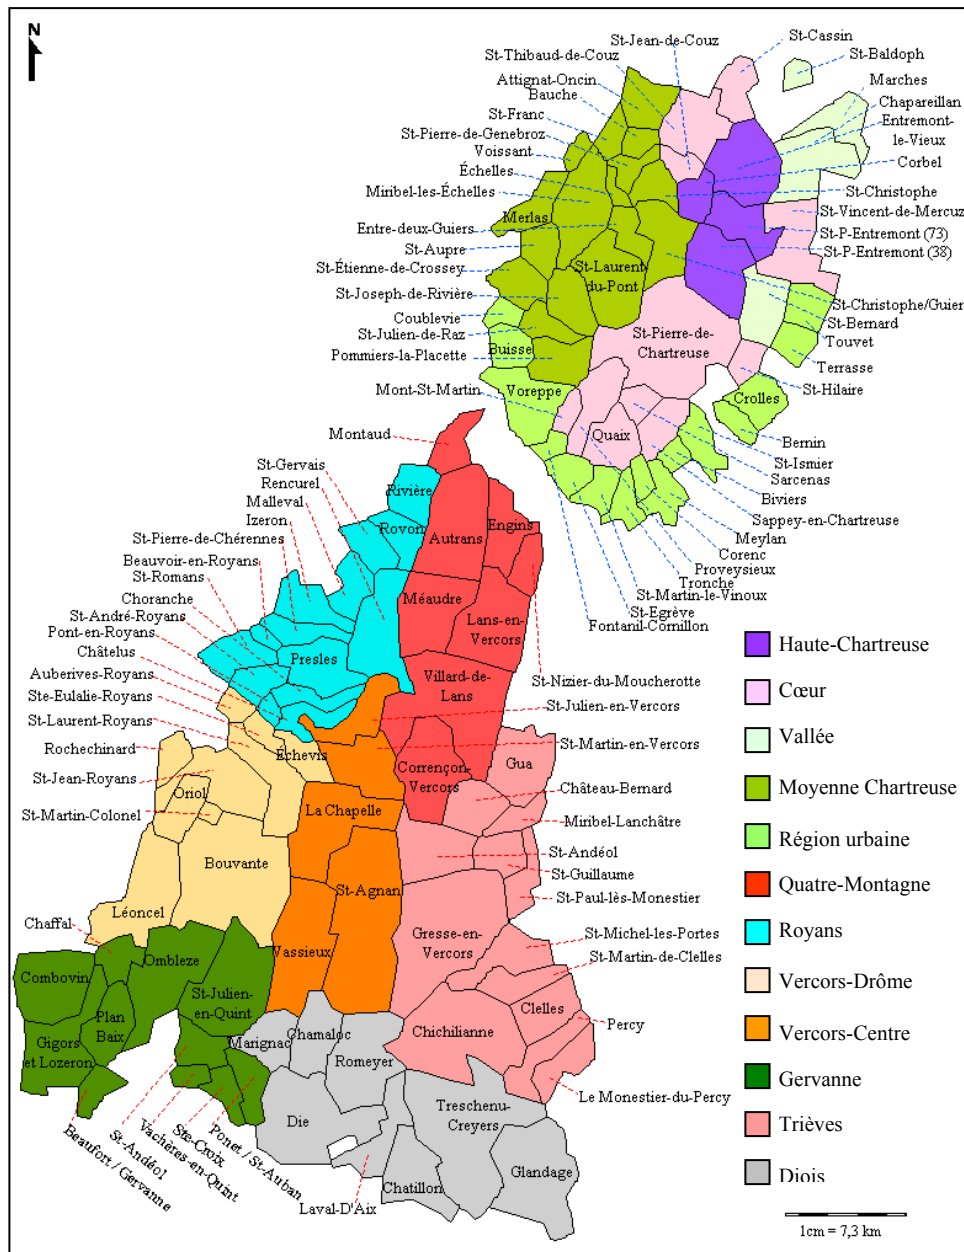 N
St-Cassin
St-Jean-de-Couz
St-Baldoph
St-Thibaud-de-Couz
Marches
Attignat-Oncin
Chapareillan
Bauche
Entremont-
le-Vieux
St-Franc
St-Pierre-de-Genebroz
Corbel
Voissant
Échelles
St-Christophe
Miribel-les-Échelles
St-Vincent-de-Mercuz
Merlas
Entre-deux-Guiers
St-P-Entremont (73)
St-Aupre
St-P-Entremont (38)
St-Étienne-de-Crossey
St-Laurent
du-Pont
St-Joseph-de-Rivière
St-Christophe/Guier
Coublevie
St-Bernard
St-Julien-de-Raz
St-Pierre-de-
Chartreuse
Touvet
Buisse
Pommiers-la-Placette
Terrasse
Mont-St-Martin
Voreppe
St-Hilaire
Crolles
Montaud
Quaix
Bernin
St-Ismier
St-Gervais
Sarcenas
Rencurel
Rivière
Biviers
Malleval
Sappey-en-Chartreuse
Izeron
Rovon
Engins
Meylan
St-Pierre-de-Chérennes
Autrans
Corenc
Beauvoir-en-Royans
Proveysieux
St-Romans
Tronche
Choranche
St-Martin-le-Vinoux
St-André-Royans
Méaudre
St-Egrève
Pont-en-Royans
Lans-en-
Vercors
Fontanil-Cornillon
Châtelus
Presles
Haute-Chartreuse
Auberives-Royans
Villard-de-
Lans
St-Nizier-du-Moucherotte
Cœur
Ste-Eulalie-Royans
St-Julien-en-Vercors
St-Laurent-Royans
Vallée
Rochechinard
Échevis
St-Martin-en-Vercors
Gua
St-Jean-Royans
Corrençon-
Vercors
Château-Bernard
Moyenne Chartreuse
Oriol
La Chapelle
St-Martin-Colonel
Miribel-Lanchâtre
Région urbaine
Bouvante
St-Andéol
St-Guillaume
St-Agnan
Quatre-Montagne
St-Paul-lès-Monestier
Léoncel
Chaffal
Royans
Gresse-en-
Vercors
St-Michel-les-Portes
Vassieux
Ombleze
St-Martin-de-Clelles
Combovin
Vercors-Drôme
St-Julien-
en-Quint
Clelles
Plan
Baix
Percy
Chichilianne
Vercors-Centre
Gigors
et Lozeron
Marignac
Chamaloc
Romeyer
Gervanne
Le Monestier-du-Percy
Die
Treschenu-
Creyers
Trièves
Beaufort / Gervanne
St-Andéol
Vachères-en-Quint
Ste-Croix
Ponet / St-Auban
Glandage
Diois
Chatillon
Laval-D'Aix
1cm = 7,3 km